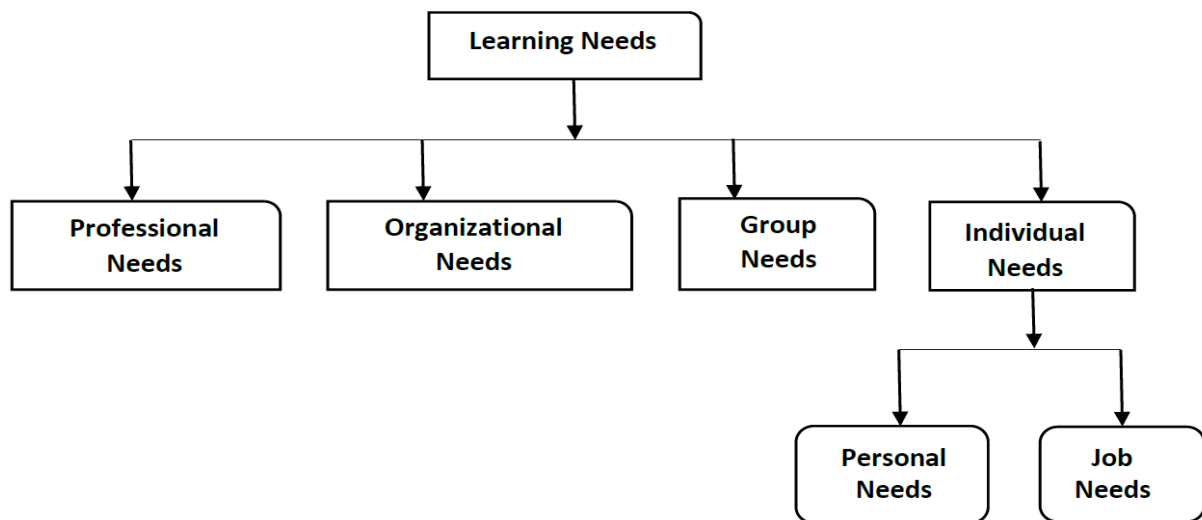 Learning Needs
Professional
Needs
Organizational
Needs
Group
Needs
Individual
Needs
Personal
Needs
Job
Needs